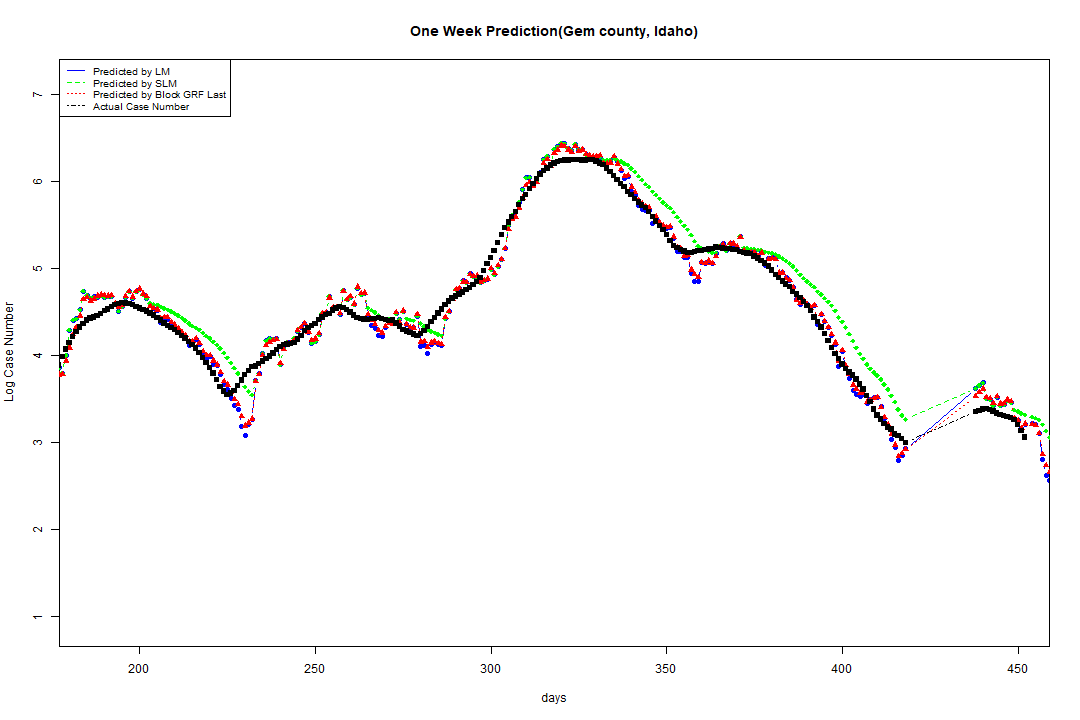 One Week Prediction(Gem county, Idaho)
Predicted by LM
Predicted by SLM
Predicted by Block GRF Last
Actual Case Number
7
6
5
4
3
2
1
Log Case Number
200 250 300 350 400 450
days